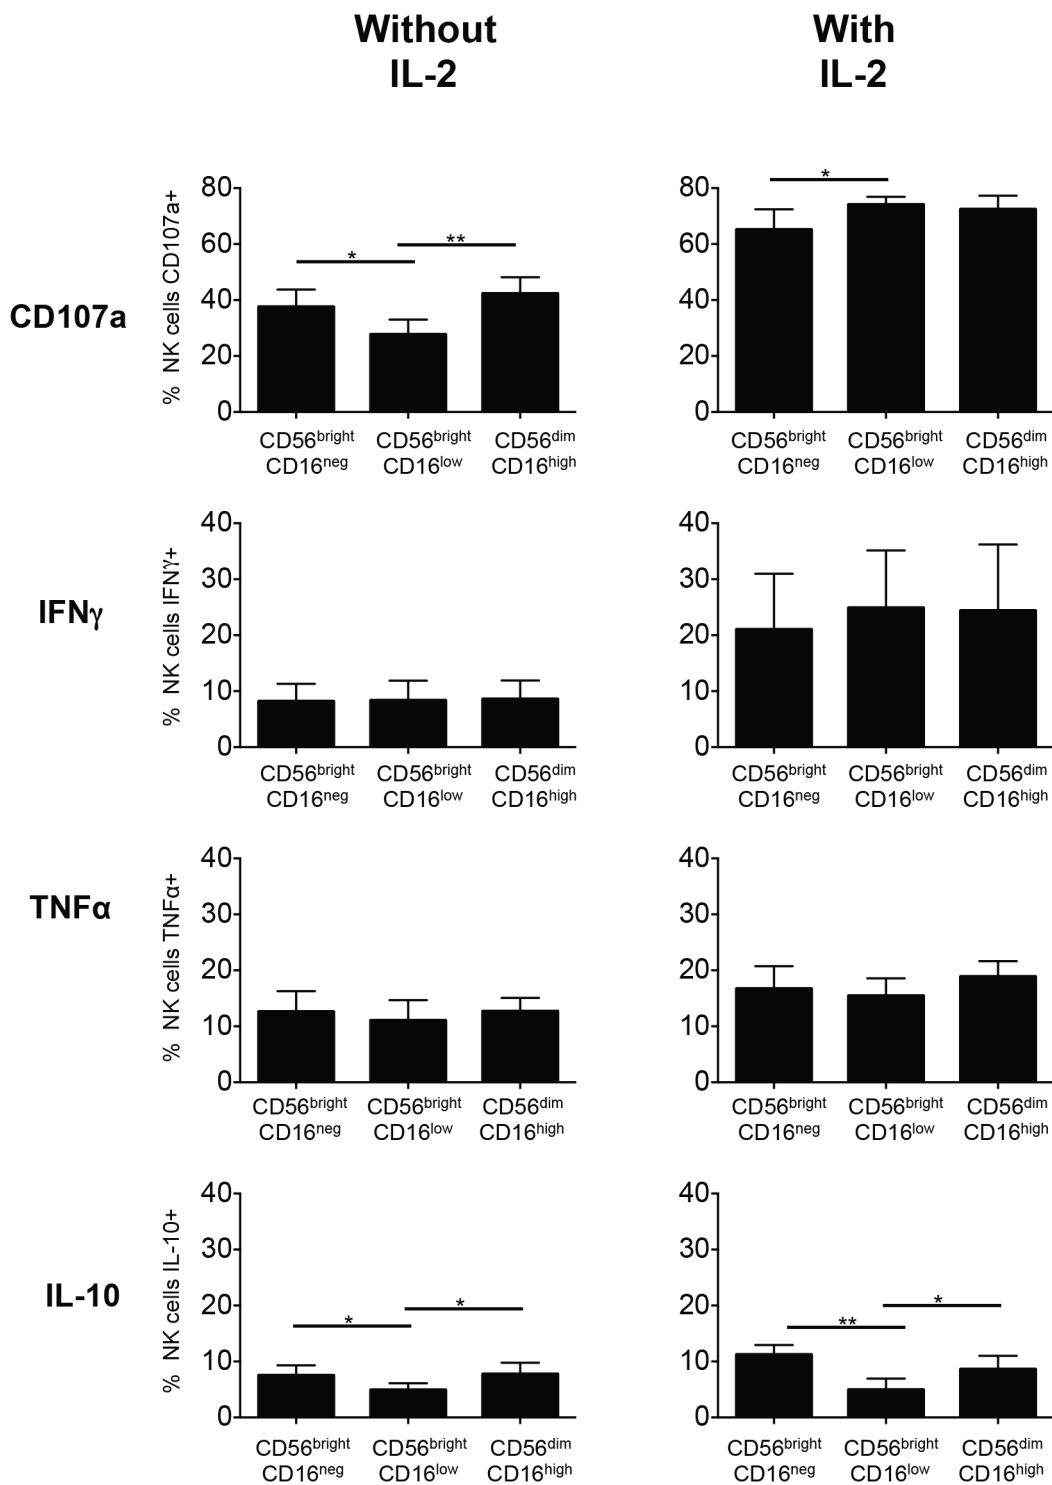 Without
IL-2
With
IL-2
CD107a
% NK cells CD107a+
80
60
40
20
0
*
**
CD56bright
CD16neg
CD56bright
CD16low
CD56dim
CD16high
80
60
40
20
0
*
CD56bright
CD16neg
CD56bright
CD16low
CD56dim
CD16high
IFNγ
% NK cells IFNγ+
40
30
20
10
0
CD56bright
CD16neg
CD56bright
CD16low
CD56dim
CD16high
40
30
20
10
0
CD56bright
CD16neg
CD56bright
CD16low
CD56dim
CD16high
TNFα
% NK cells TNFα+
40
30
20
10
0
CD56bright
CD16neg
CD56bright
CD16low
CD56dim
CD16high
40
30
20
10
0
CD56bright
CD16neg
CD56bright
CD16low
CD56dim
CD16high
IL-10
% NK cells IL-10+
40
30
20
10
0
*
*
CD56bright
CD16neg
CD56bright
CD16low
CD56dim
CD16high
40
30
20
10
0
**
*
CD56bright
CD16neg
CD56bright
CD16low
CD56dim
CD16high